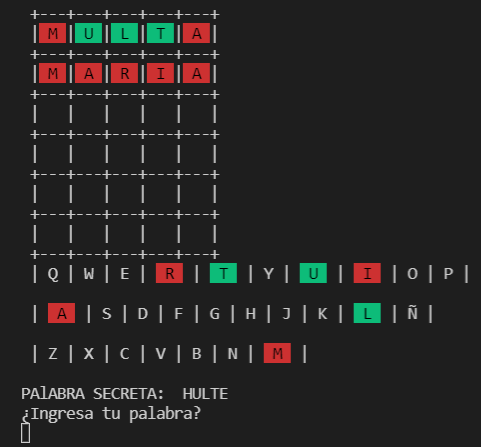 +---+---+---+---+---+
| M | U | L | T | A |
+---+---+---+---+---+
| M | A | R | I | A |
+---+---+---+---+---+
|   |   |   |   |   |
+---+---+---+---+---+
|   |   |   |   |   |
+---+---+---+---+---+
|   |   |   |   |   |
+---+---+---+---+---+
|   |   |   |   |   |
+---+---+---+---+---+
| Q | W | E | R | T | Y | U | I | O | P |
| A | S | D | F | G | H | J | K | L | Ñ |
| Z | X | C | V | B | N | M |
PAlABRA SECRETA:  HULTE
¿Ingresa tu palabra?